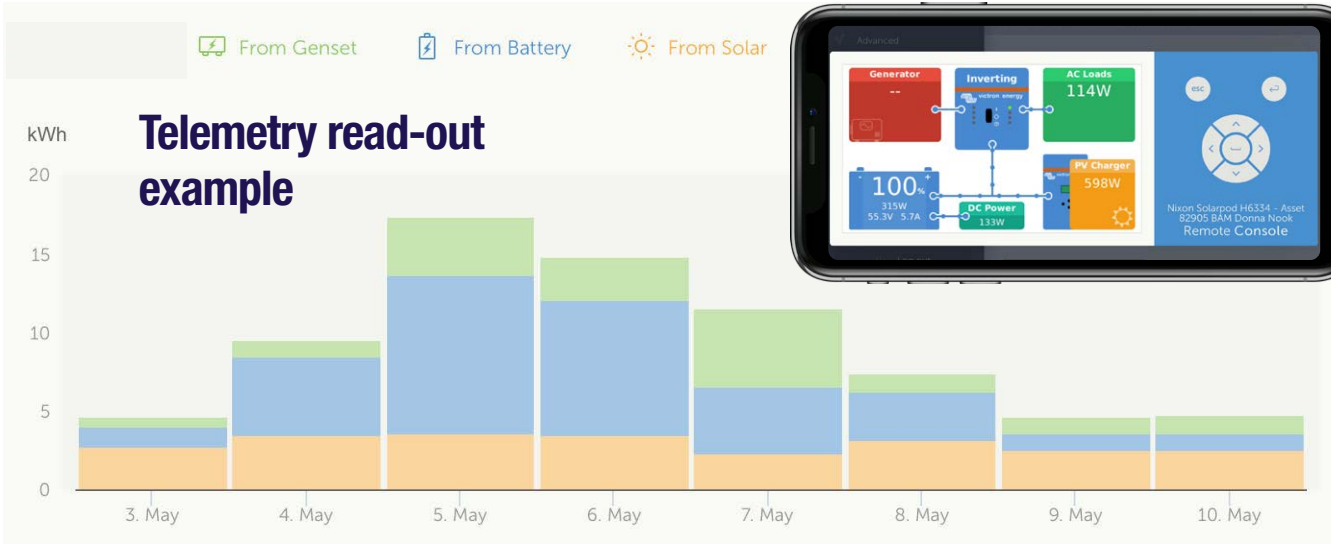 From Genset
From Battery
From Solar
kWh
Telemetry read-out
example
20
15
10
5
0
3. May
4. May
5. May
6. May
7. May
8. May
9. May
10. May
Advanced
Generator
--
Inverting
victron energy
AC Loads
114W
100%
315W
55.3V 5.7A
DC Power
133W
PV Charger
598W
esc
Nixon Solarpod H6334 - Asset
82905 BAM Donna Nook
Remote Console